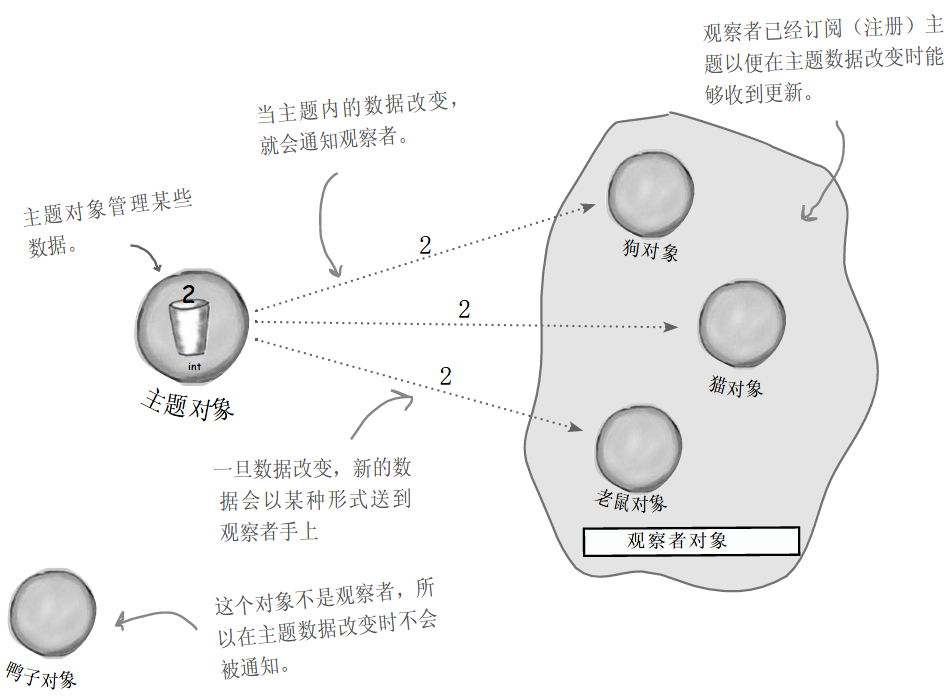 观察者已经订阅（注册）主
题以便在主题数据改变时能
够收到更新。
当主题内的数据改变，
就会通知观察者。
主题对象管理某些
数据。
2
狗对象
2
int
主题对象
2
猫对象
2
老鼠对象
一旦数据改变，新的数
据会以某种形式送到
观察者手上
观察者对象
这个对象不是观察者，所
以在主题数据改变时不会
被通知。
鸭子对象